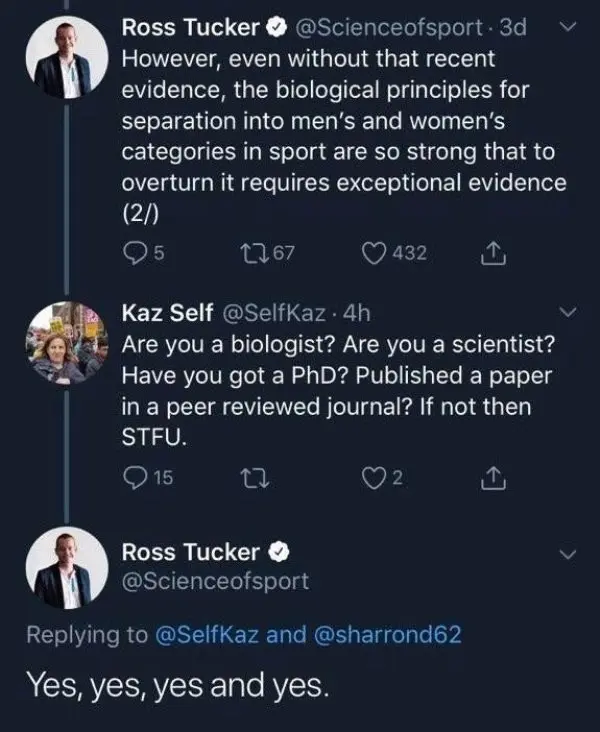 Ross Tucker @Scienceofsport · 3d
However, even without that recent
evidence, the biological principles for
separation into men's and women's
categories in sport are so strong that to
overturn it requires exceptional evidence
(2/)
5 67 432
Kaz Self @SelfKaz · 4h
Are you a biologist? Are you a scientist?
Have you got a PhD? Published a paper
in a peer reviewed journal? If not then
STFU.
15 2
Ross Tucker
@Scienceofsport
Replying to @SelfKaz and @sharrond62
Yes, yes, yes and yes.